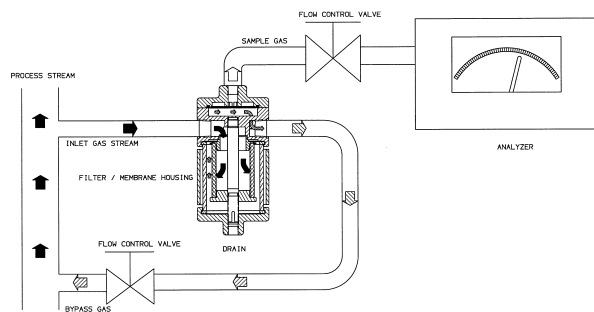 FLOW CONTROL VALVE
SAMPLE GAS
PROCESS STREAM
INLET GAS STREAM
ANALYZER
FILTER / MEMBRANE HOUSING
FLOW CONTROL VALVE
DRAIN
BYPASS GAS